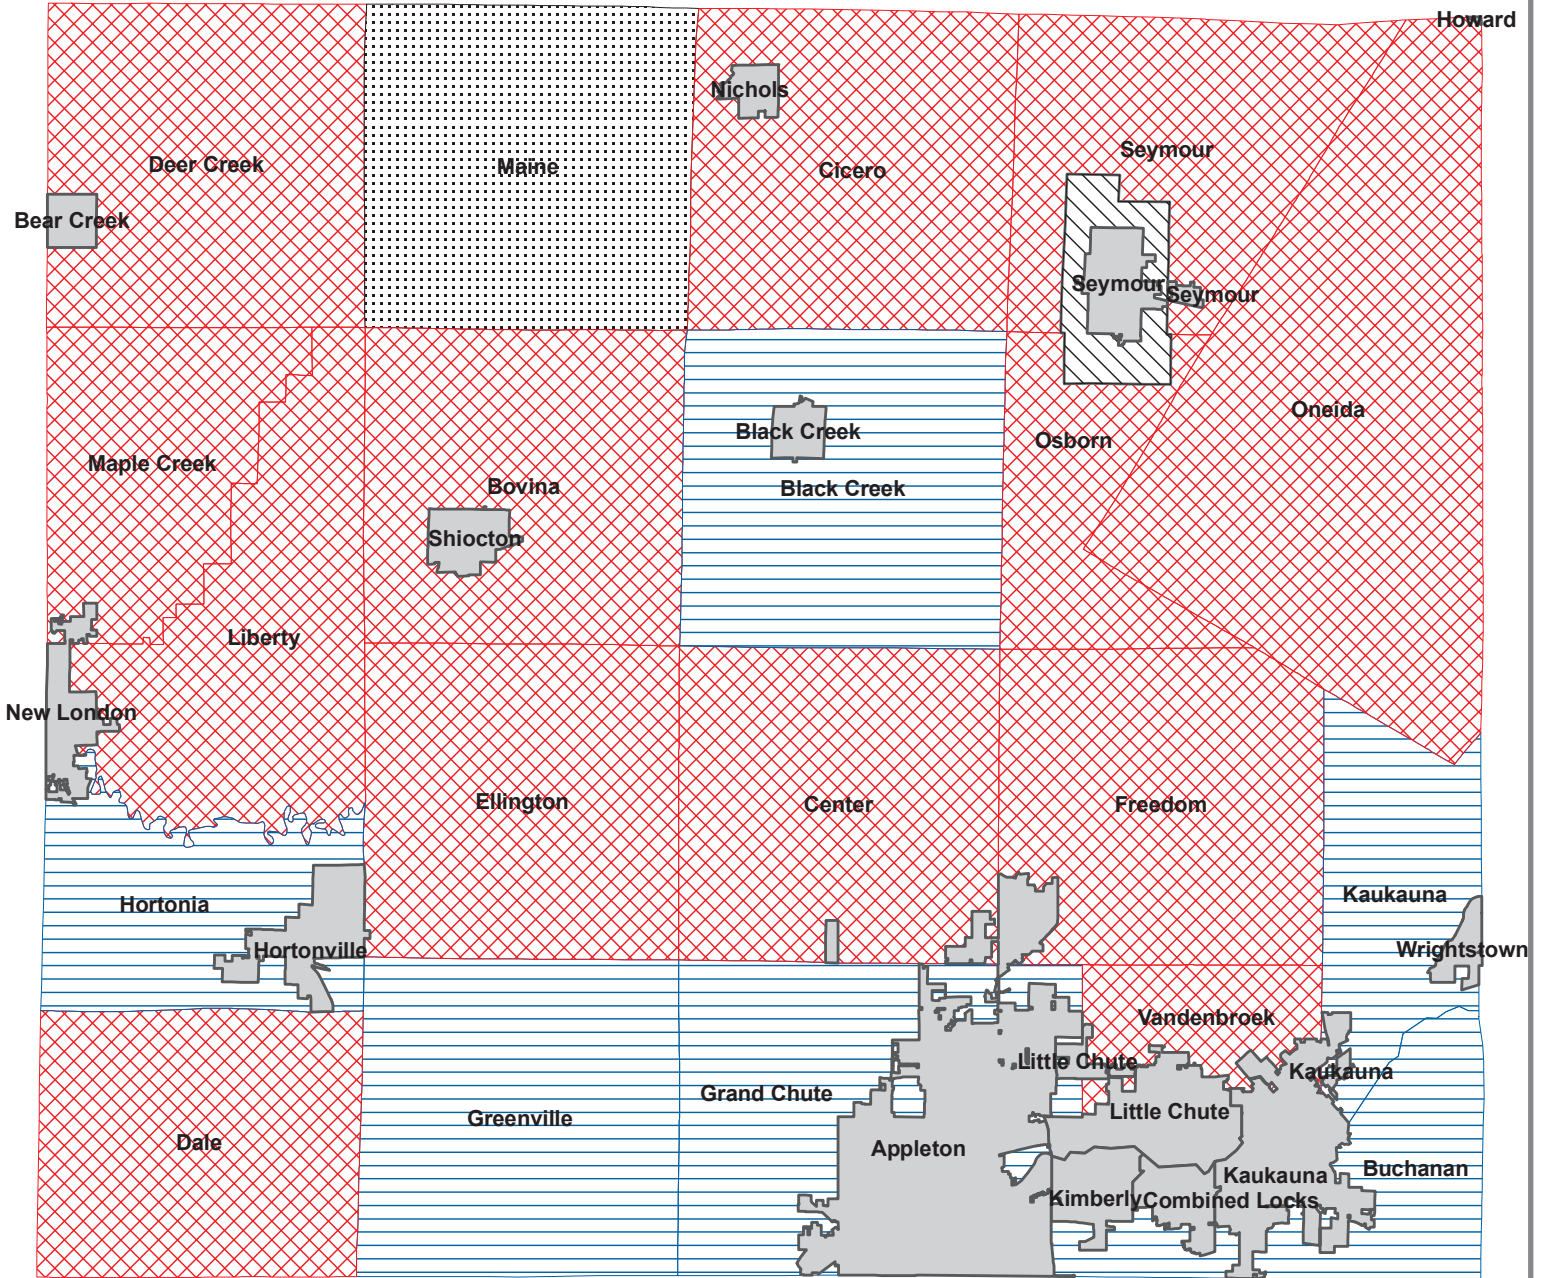 Howard
Nichols
Seymour
Deer Creek
Maine
Cicero
Bear Creek
Seymour
Seymour
Oneida
Black Creek
Osborn
Maple Creek
Bovina
Black Creek
Shiocton
Liberty
New London
Ellington
Center
Freedom
Kaukauna
Hortonia
Hortonville
Wrightstown
Vandenbroek
Little Chute
Kaukauna
Grand Chute
Little Chute
Greenville
Dale
Appleton
Buchanan
Kaukauna
Kimberly
Combined Locks